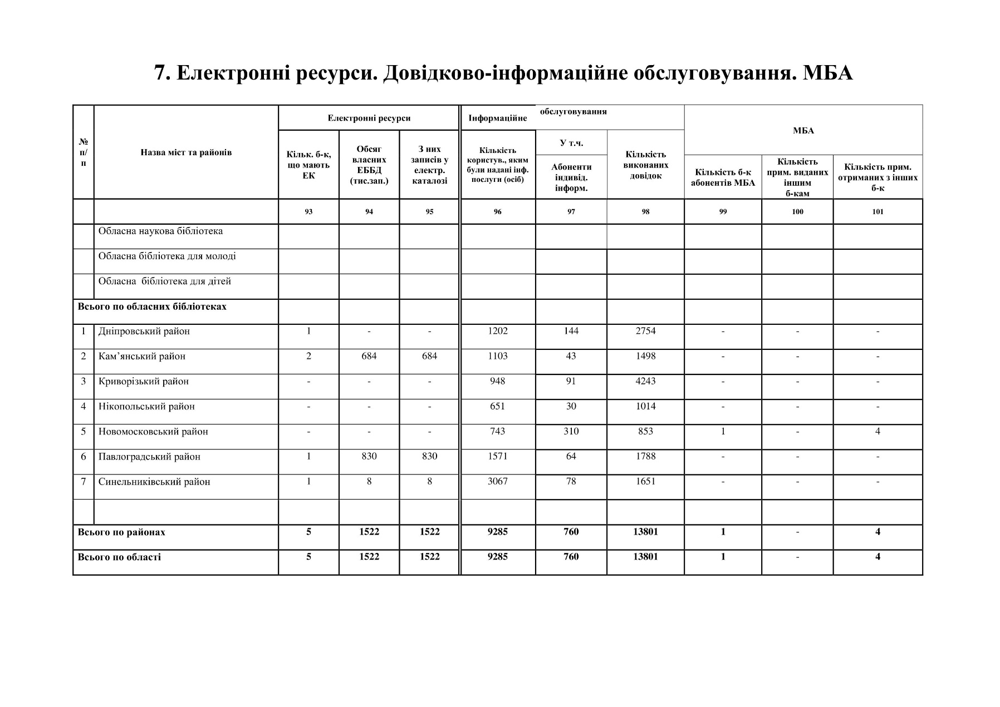 7. Електронні ресурси. Довідково-інформаційне обслуговування. МБА
№ п/п
Назва міст та районів
Електронні ресурси
Інформаційне
обслуговування
МБА
Кільк. б-к,
що мають
ЕК
Обсяг
власних
ЕББД
(тис.зап.)
З них
записів у
електр.
каталозі
Кількість
користув., яким
були надані інф.
послуги (осіб)
У т.ч.
Абоненти
індивід.
інформ.
Кількість
виконаних
довідок
Кількість б-к
абонентів МБА
Кількість
прим. виданих
іншим
б-кам
Кількість прим.
отриманих з інших
б-к
93 94 95 96 97 98 99 100 101
Обласна наукова бібліотека
Обласна бібліотека для молоді
Обласна бібліотека для дітей
Всього по обласних бібліотеках
1 Дніпровський район 1 - - 1202 144 2754 - - -
2 Кам’янський район 2 684 684 1103 43 1498 - - -
3 Криворізький район - - - 948 91 4243 - - -
4 Нікопольський район - - - 651 30 1014 - - -
5 Новомосковський район - - - 743 310 853 1 - 4
6 Павлоградський район 1 830 830 1571 64 1788 - - -
7 Синельниківський район 1 8 8 3067 78 1651 - - -
Всього по районах 5 1522 1522 9285 760 13801 1 - 4
Всього по області 5 1522 1522 9285 760 13801 1 - 4